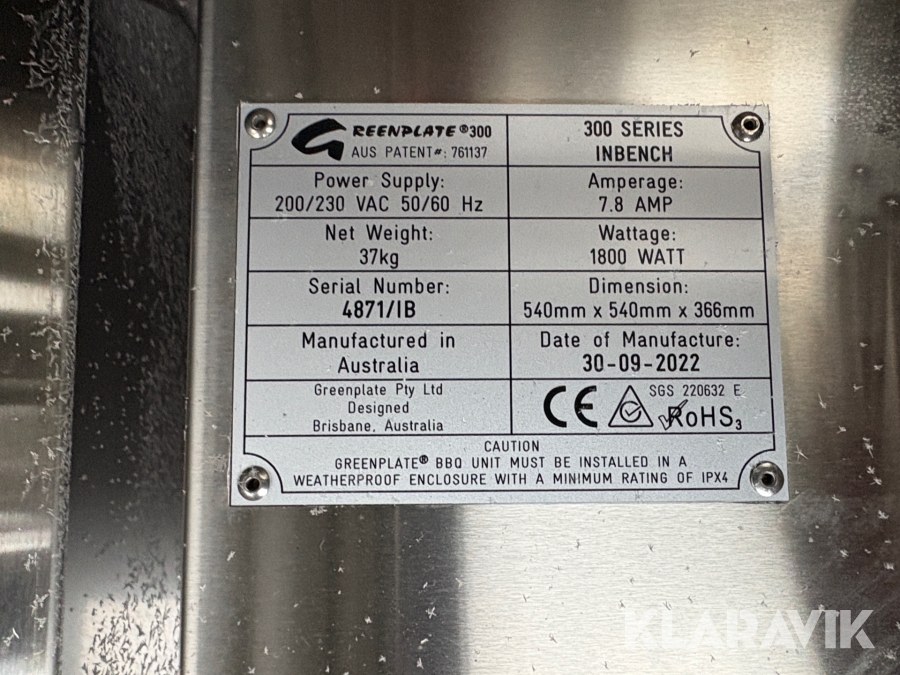 GREENPLATE®300
AUS PATENT#: 761137
300 SERIES
INBENCH
Power Supply:
200/230 VAC 50/60 Hz
Amperage:
7.8 AMP
Net Weight:
37kg
Wattage:
1800 WATT
Serial Number:
4871/IB
Dimension:
540mm x 540mm x 366mm
Manufactured in
Australia
Date of Manufacture:
30-09-2022
Greenplate Pty Ltd
Designed
Brisbane, Australia
CE
SGS 220632 E
RoHS3
CAUTION
GREENPLATE® BBQ UNIT MUST BE INSTALLED IN A
WEATHERPROOF ENCLOSURE WITH A MINIMUM RATING OF IPX4
KLARAVIK